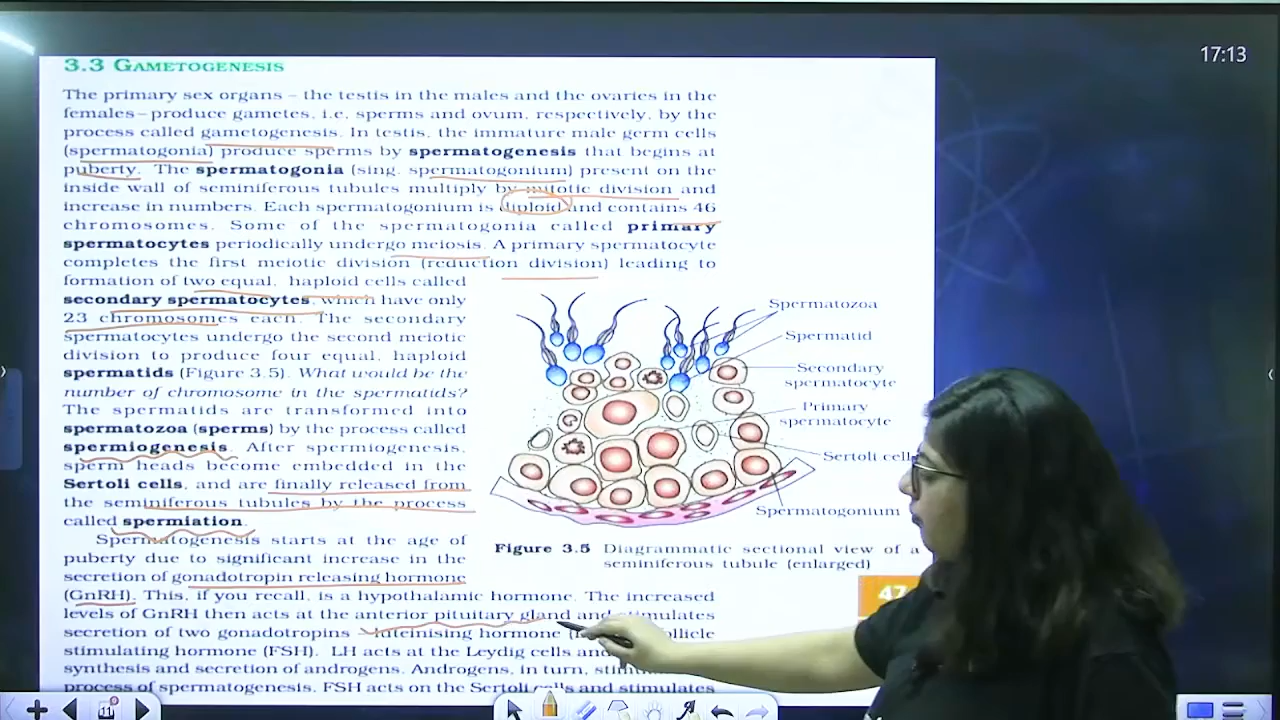 17:13
3.3 GAMETOGENESIS
The primary sex organs – the testis in the males and the ovaries in the
females – produce gametes, i.e, sperms and ovum, respectively, by the
process called gametogenesis. In testis, the immature male germ cells
(spermatogonia) produce sperms by spermatogenesis that begins at
puberty. The spermatogonia (sing. spermatogonium) present on the
inside wall of seminiferous tubules multiply by mitotic division and
increase in numbers. Each spermatogonium is diploid and contains 46
chromosomes. Some of the spermatogonia called primary
spermatocytes periodically undergo meiosis. A primary spermatocyte
completes the first meiotic division (reduction division) leading to
formation of two equal, haploid cells called
secondary spermatocytes, which have only
23 chromosomes each. The secondary
spermatocytes undergo the second meiotic
division to produce four equal, haploid
spermatids (Figure 3.5). What would be the
number of chromosome in the spermatids?
The spermatids are transformed into
spermatozoa (sperms) by the process called
spermiogenesis. After spermiogenesis,
sperm heads become embedded in the
Sertoli cells, and are finally released from
the seminiferous tubules by the process
called spermiation.
Spermatogenesis starts at the age of
puberty due to significant increase in the
secretion of gonadotropin releasing hormone
(GnRH). This, if you recall, is a hypothalamic hormone. The increased
levels of GnRH then acts at the anterior pituitary gland and stimulates
secretion of two gonadotropins – luteinising hormone
stimulating hormone (FSH). LH acts at the Leydig cells and
synthesis and secretion of androgens. Androgens, in turn,
process of spermatogenesis. FSH acts on the Sertoli cells and stimulates
Spermatozoa
Spermatid
Secondary
spermatocyte
Primary
spermatocyte
Sertoli cell
Spermatogonium
Figure 3.5 Diagrammatic sectional view of a
seminiferous tubule (enlarged)
47